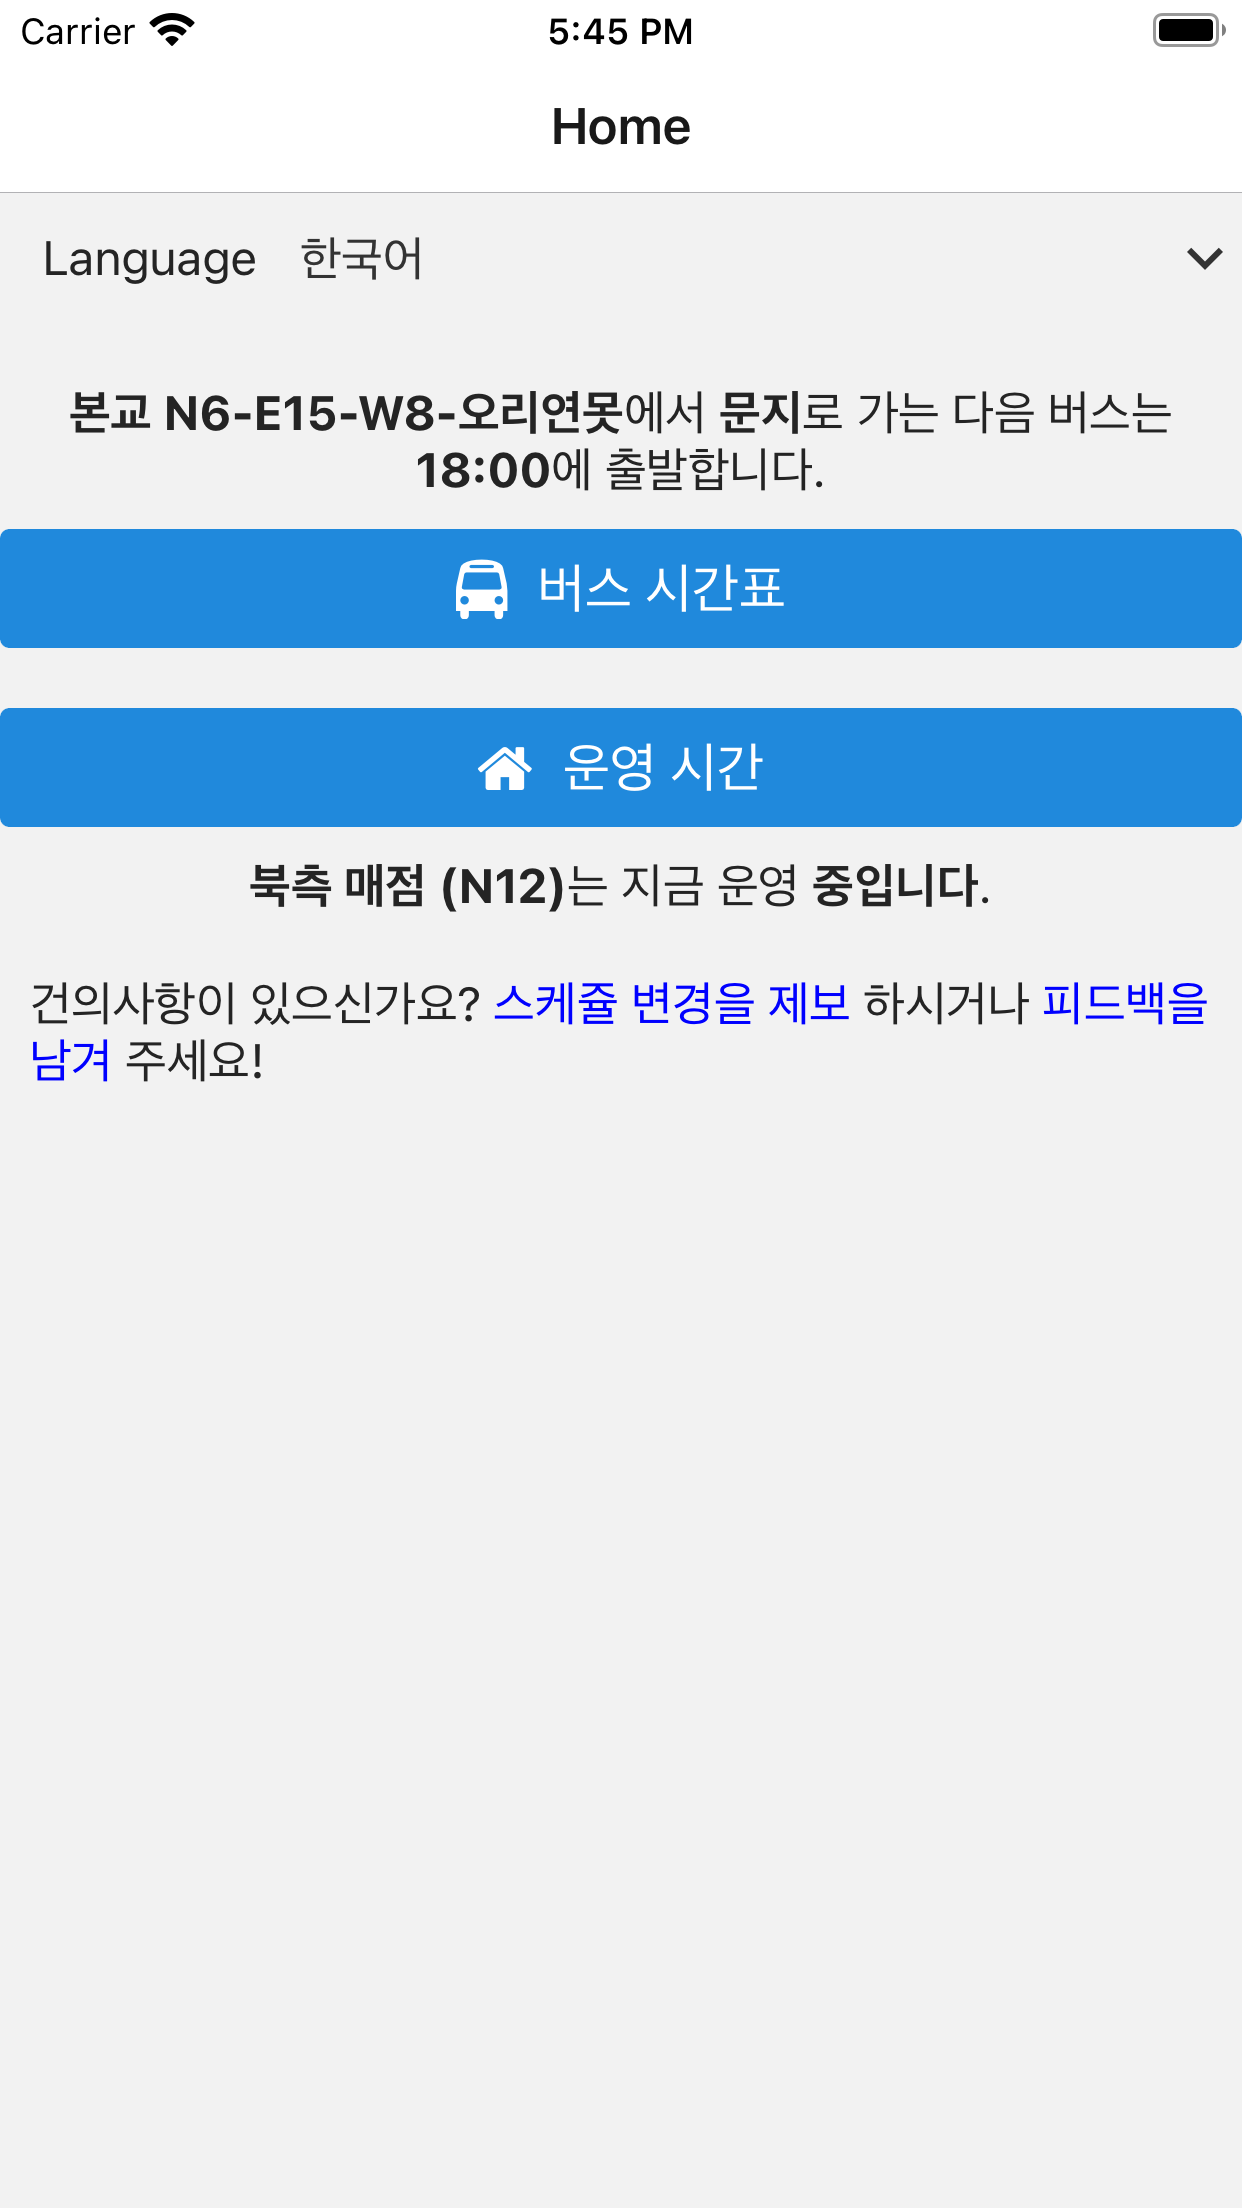 Carrier 5:45 PM
Home
Language 한국어
본교 N6-E15-W8-오리연못에서 문지로 가는 다음 버스는
18:00에 출발합니다.
버스 시간표
운영 시간
북측 매점 (N12)는 지금 운영 중입니다.
건의사항이 있으신가요? 스케쥴 변경을 제보 하시거나 피드백을
남겨 주세요!